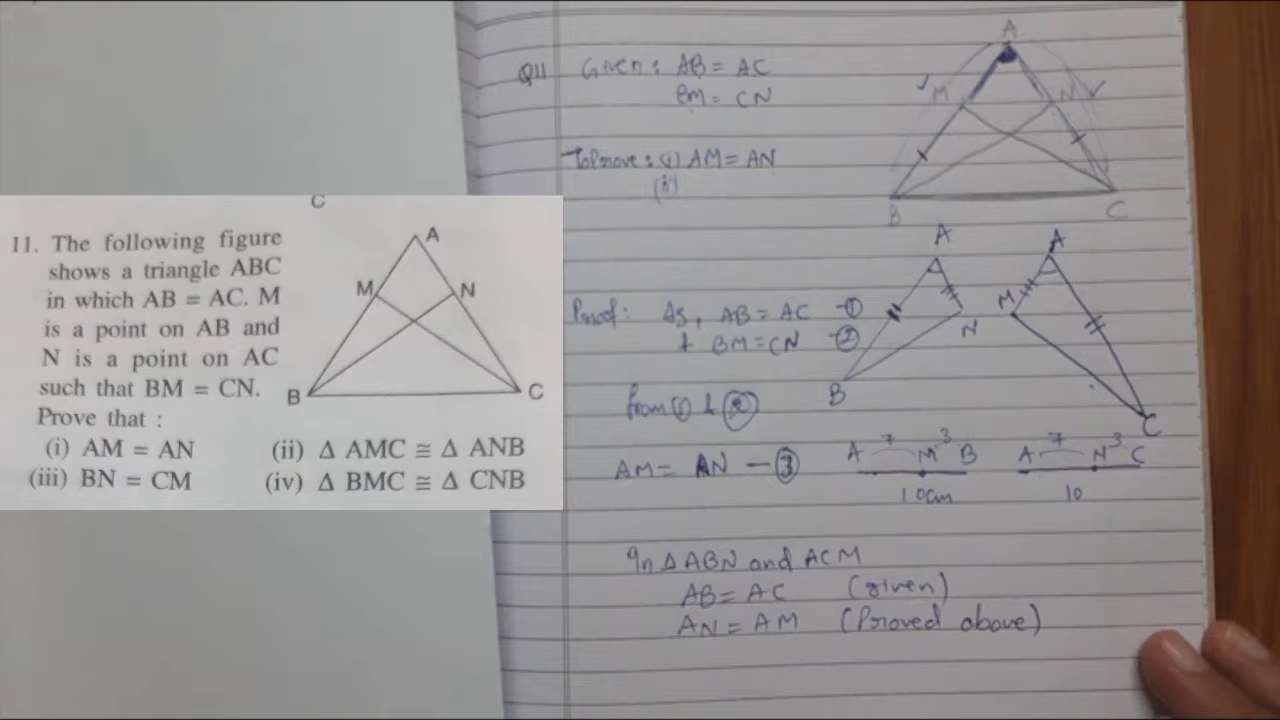 C
11. The following figure
shows a triangle ABC
in which AB = AC. M
is a point on AB and
N is a point on AC
such that BM = CN.
Prove that :
(i) AM = AN (ii) Δ AMC ≅ Δ ANB
(iii) BN = CM (iv) Δ BMC ≅ Δ CNB
A
M N
B C
Q11 Given: AB = AC
BM = CN
To Prove: (i) AM = AN
(ii)
A
M N
B C
Proof: As, AB = AC — ①
+ BM = CN ②
from ① & ②
AM = AN — ③
A
N
B
A
M
C
A 7 M 3 B
10cm
A 7 N 3 C
10
In Δ ABN and ACM
AB = AC (given)
AN = AM (Proved above)